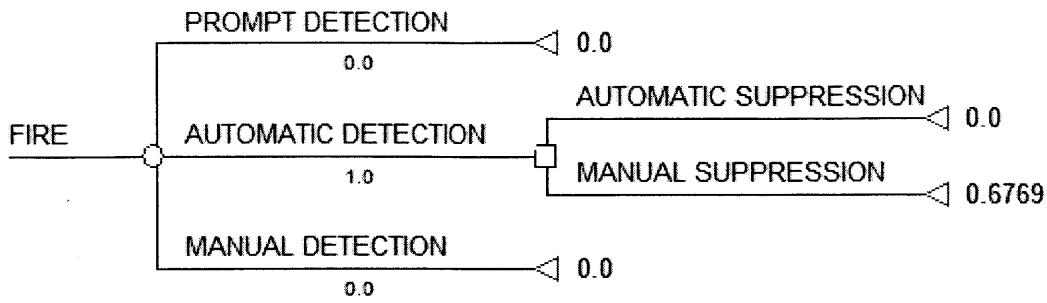 PROMPT DETECTION
0.0
0.0
AUTOMATIC SUPPRESSION
0.0
FIRE
AUTOMATIC DETECTION
1.0
MANUAL SUPPRESSION
0.6769
MANUAL DETECTION
0.0
0.0